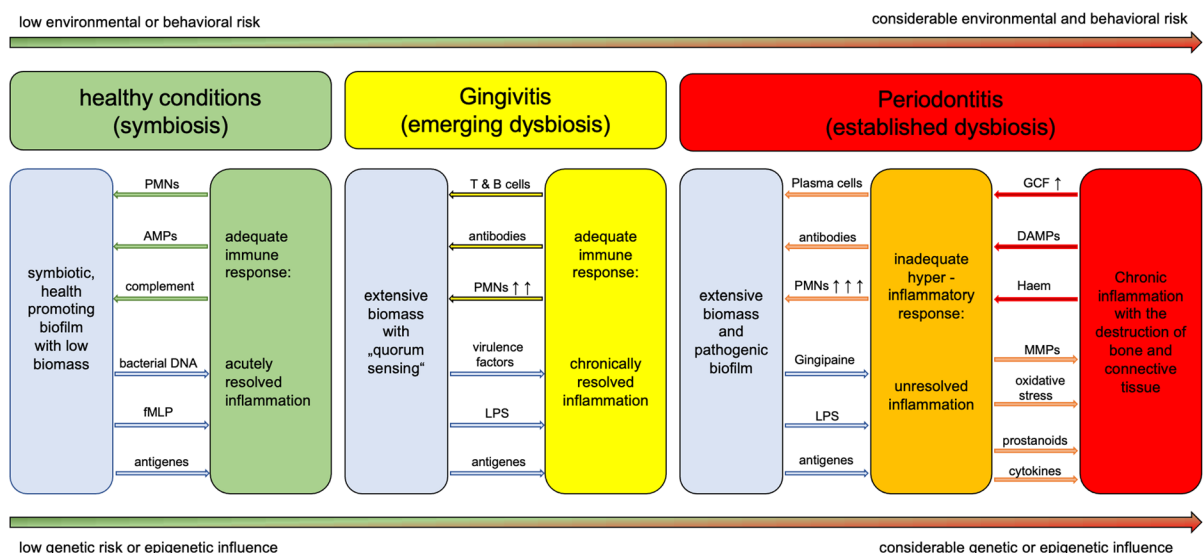 low environmental or behavioral risk
considerable environmental and behavioral risk
healthy conditions
(symbiosis)
Gingivitis
(emerging dysbiosis)
Periodontitis
(established dysbiosis)
symbiotic,
health
promoting
biofilm
with low
biomass
PMNs
AMPs
complement
bacterial DNA
fMLP
antigenes
adequate
immune
response:
acutely
resolved
inflammation
extensive
biomass
with
„quorum
sensing“
T & B cells
antibodies
PMNs ↑ ↑
virulence
factors
LPS
antigenes
adequate
immune
response:
chronically
resolved
inflammation
extensive
biomass
and
pathogenic
biofilm
Plasma cells
antibodies
PMNs ↑ ↑ ↑
Gingipaine
LPS
antigenes
inadequate
hyper -
inflammatory
response:
unresolved
inflammation
GCF ↑
DAMPs
Haem
MMPs
oxidative
stress
prostanoids
cytokines
Chronic
inflammation
with the
destruction of
bone and
connective
tissue
low genetic risk or epigenetic influence
considerable genetic or epigenetic influence